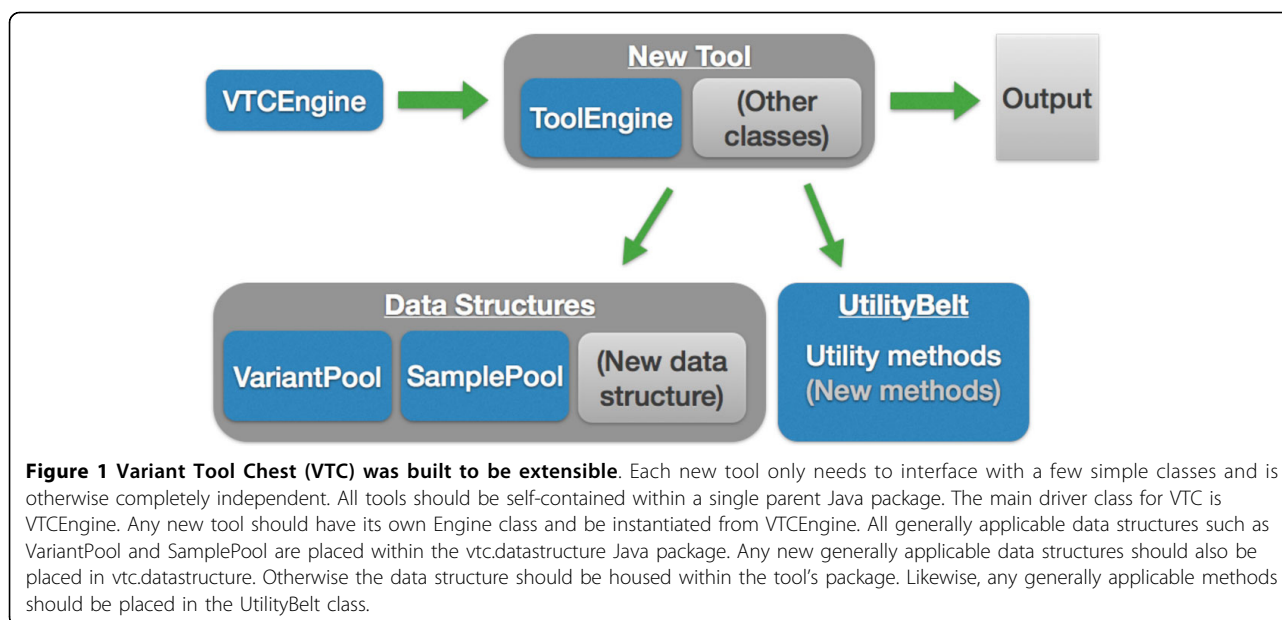 New Tool
VTCEngine
ToolEngine
(Other
classes)
Output
Data Structures
VariantPool
SamplePool
(New data
structure)
UtilityBelt
Utility methods
(New methods)
Figure 1 Variant Tool Chest (VTC) was built to be extensible. Each new tool only needs to interface with a few simple classes and is
otherwise completely independent. All tools should be self-contained within a single parent Java package. The main driver class for VTC is
VTCEngine. Any new tool should have its own Engine class and be instantiated from VTCEngine. All generally applicable data structures such as
VariantPool and SamplePool are placed within the vtc.datastructure Java package. Any new generally applicable data structures should also be
placed in vtc.datastructure. Otherwise the data structure should be housed within the tool's package. Likewise, any generally applicable methods
should be placed in the UtilityBelt class.